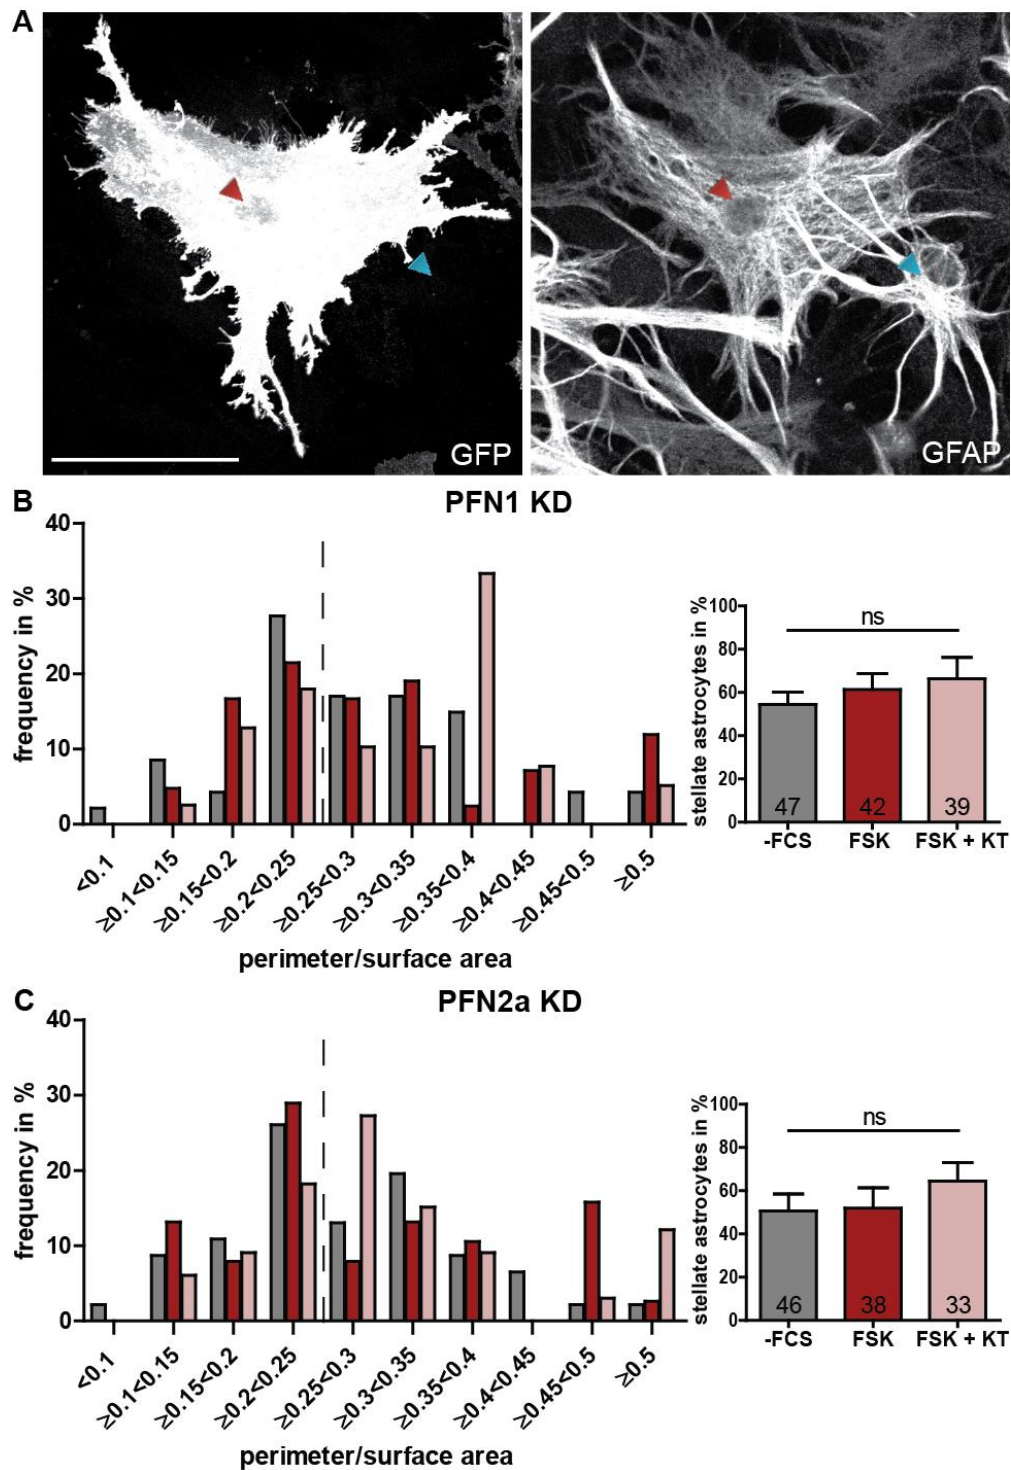 A
GFP
GFAP
B
PFN1 KD
frequency in %
40
30
20
10
0
<0.1
≥0.1<0.15
≥0.15<0.2
≥0.2<0.25
≥0.25<0.3
≥0.3<0.35
≥0.35<0.4
≥0.4<0.45
≥0.45<0.5
≥0.5
perimeter/surface area
stellate astrocytes in %
100
80
60
40
20
0
ns
47
42
39
-FCS
FSK
FSK + KT
C
PFN2a KD
frequency in %
40
30
20
10
0
<0.1
≥0.1<0.15
≥0.15<0.2
≥0.2<0.25
≥0.25<0.3
≥0.3<0.35
≥0.35<0.4
≥0.4<0.45
≥0.45<0.5
≥0.5
perimeter/surface area
stellate astrocytes in %
100
80
60
40
20
0
ns
46
38
33
-FCS
FSK
FSK + KT